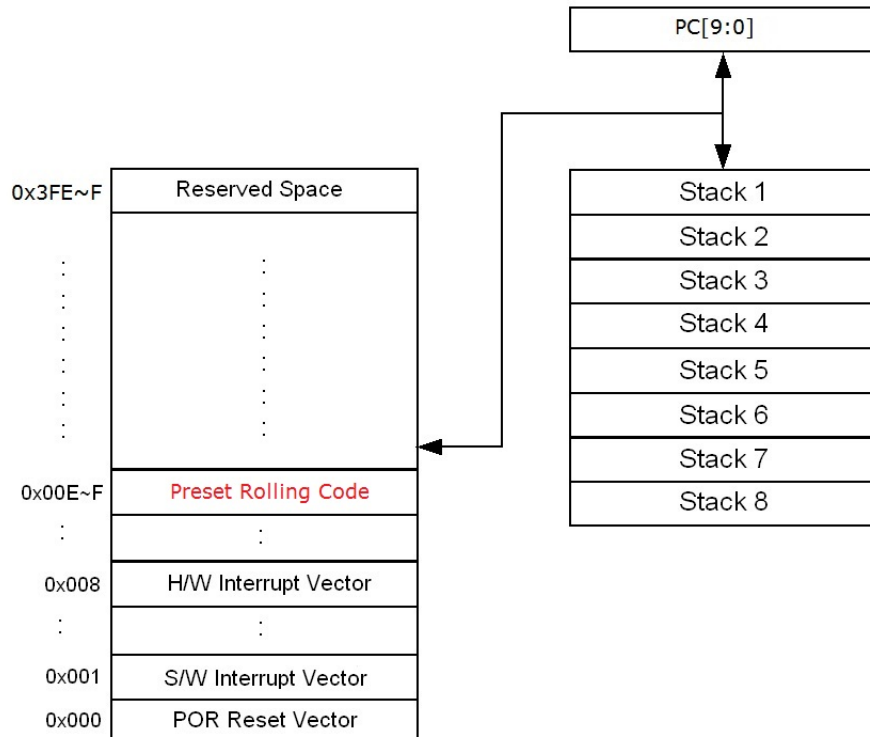 PC[9:0]
0x3FE~F Reserved Space
Stack 1
Stack 2
Stack 3
Stack 4
Stack 5
Stack 6
Stack 7
Stack 8
0x00E~F Preset Rolling Code
0x008 H/W Interrupt Vector
0x001 S/W Interrupt Vector
0x000 POR Reset Vector